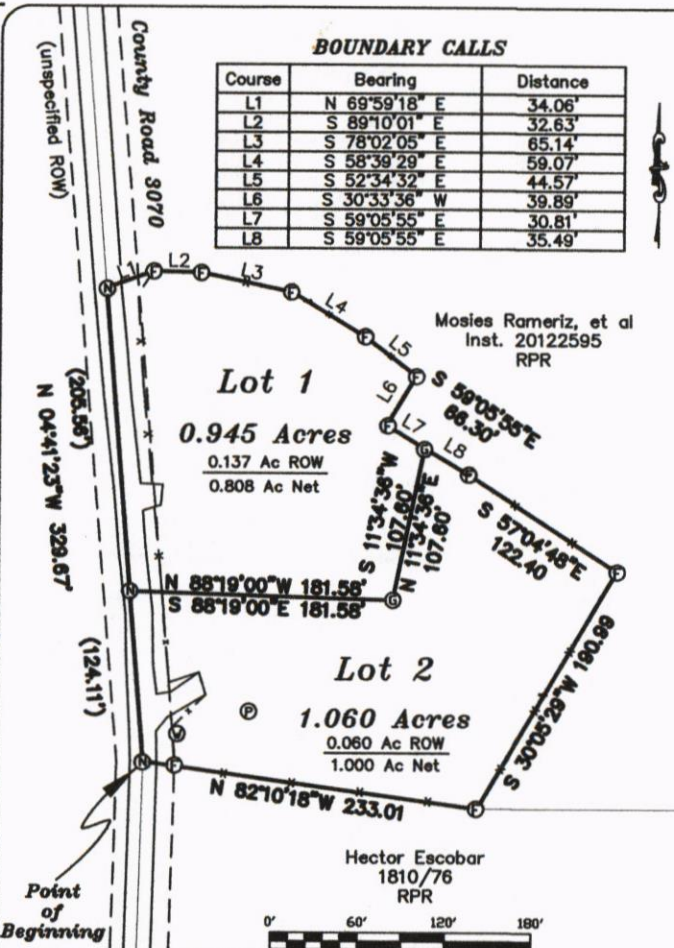 BOUNDARY CALLS
Course Bearing Distance
L1 N 69°59'18" E 34.06'
L2 S 89°10'01" E 32.63'
L3 S 78°02'05" E 65.14'
L4 S 58°39'29" E 59.07'
L5 S 52°34'32" E 44.57'
L6 S 30°33'36" W 39.89'
L7 S 59°05'55" E 30.81'
L8 S 59°05'55" E 35.49'
(unspecified ROW)
County Road 3070
L1
L2
L3
L4
L5
L6
L7
L8
Mosies Rameriz, et al
Inst. 20122595
RPR
S 59°05'55"E
66.30'
Lot 1
0.945 Acres
0.137 Ac ROW
0.808 Ac Net
(205.56')
N 04°41'23"W 329.67'
(124.11')
S 11°34'36"W
107.60'
N 11°34'36"E
107.60'
S 57°04'48"E
122.40
N 88°19'00"W 181.58'
S 88°19'00"E 181.58'
S 30°05'29"W 190.99
Lot 2
1.060 Acres
0.060 Ac ROW
1.000 Ac Net
N 82°10'18"W 233.01
N
F
F
F
F
F
F
G
F
F
N
G
P
W
N
F
F
Point
of
Beginning
Hector Escobar
1810/76
RPR
0' 60' 120' 180'